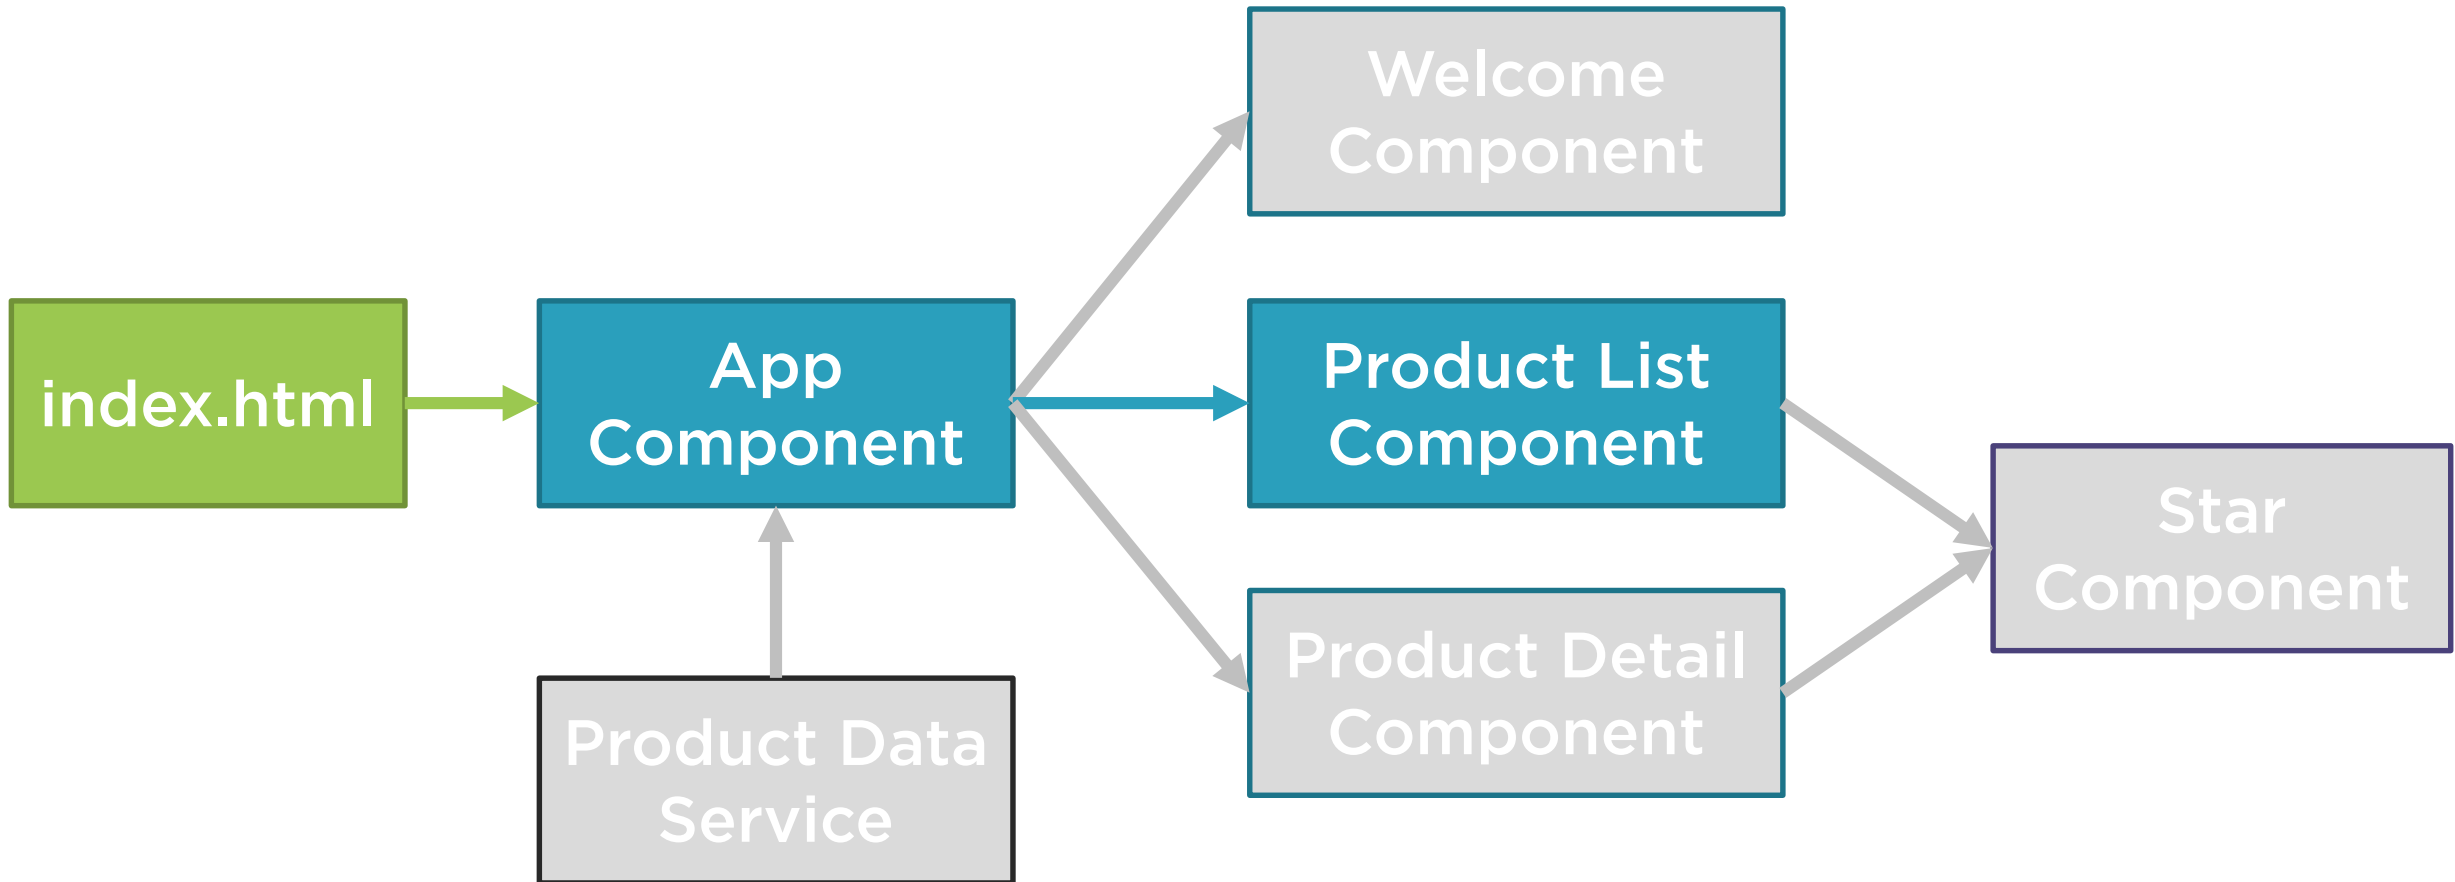 Welcome
Component
index.html
App
Component
Product List
Component
Star
Component
Product Detail
Component
Product Data
Service